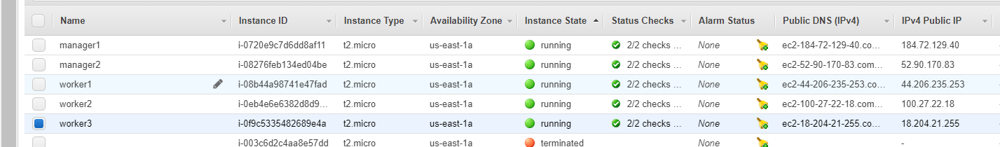 Name Instance ID Instance Type Availability Zone Instance State Status Checks Alarm Status Public DNS (IPv4) IPv4 Public IP
manager1 i-0720e9c7d6dd8af11 t2.micro us-east-1a running 2/2 checks ... None ec2-184-72-129-40.co... 184.72.129.40
manager2 i-08276feb134ed04be t2.micro us-east-1a running 2/2 checks ... None ec2-52-90-170-83.com... 52.90.170.83
worker1 i-08b44a98741e47fad t2.micro us-east-1a running 2/2 checks ... None ec2-44-206-235-253.co... 44.206.235.253
worker2 i-0eb4e6e6382d8d9... t2.micro us-east-1a running 2/2 checks ... None ec2-100-27-22-18.com... 100.27.22.18
worker3 i-0f9c5335482689e4a t2.micro us-east-1a running 2/2 checks ... None ec2-18-204-21-255.co... 18.204.21.255
i-003c6d2c4aa8e57dd t2.micro us-east-1a terminated None -